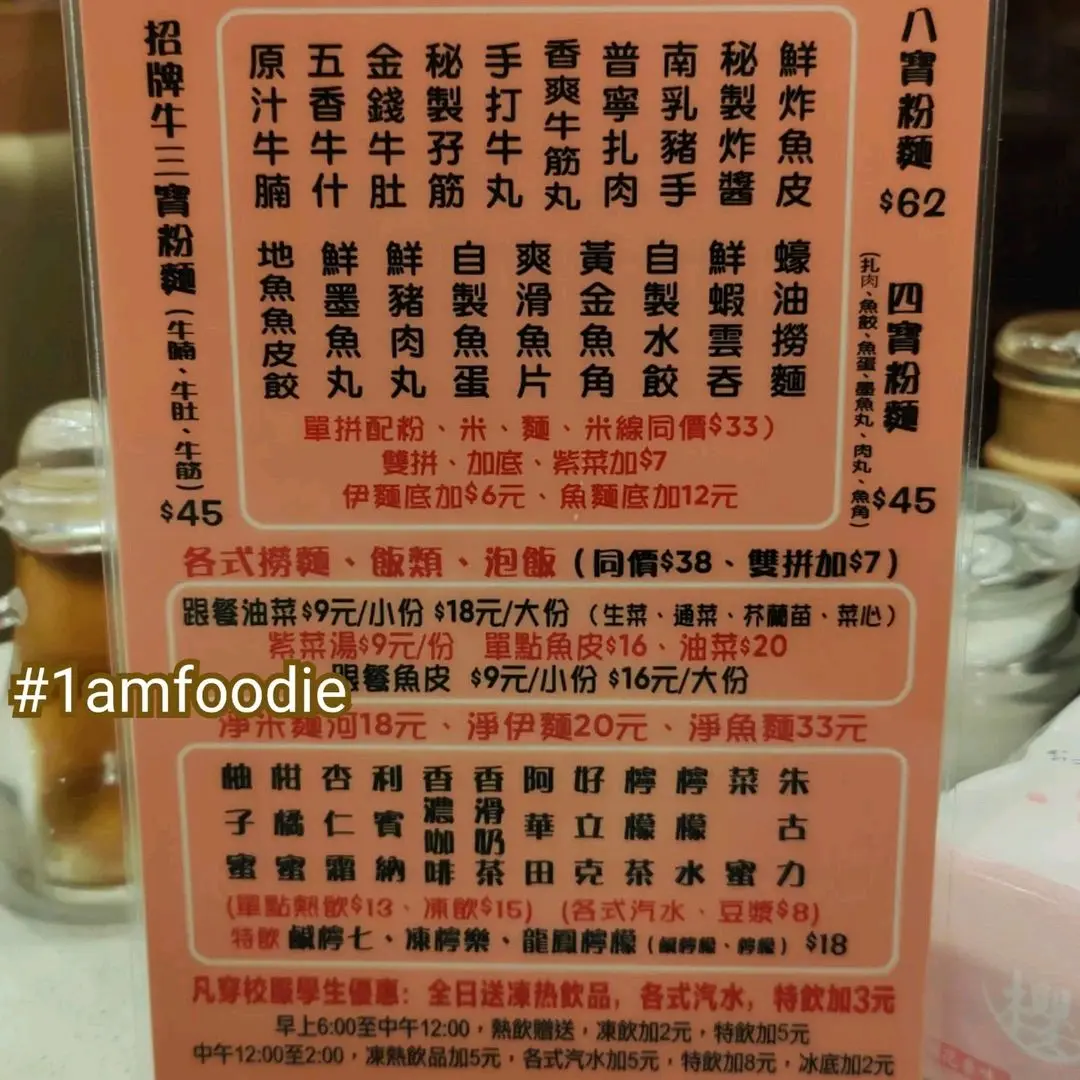 八寶粉麵
$62
四寶粉麵
(扎肉、魚餃、魚蛋、墨魚丸、肉丸、魚角)
$45
鮮炸魚皮
秘製炸醬
南乳豬手
普寧扎肉
香爽牛筋丸
手打牛丸
秘製孖筋
金錢牛肚
五香牛什
原汁牛腩
蠔油撈麵
鮮蝦雲吞
自製水餃
黃金魚角
爽滑魚片
自製魚蛋
鮮豬肉丸
鮮墨魚丸
地魚魚皮餃
單拼配粉、米、麵、米線同價$33)
雙拼、加底、紫菜加$7
伊麵底加$6元、魚麵底加12元
招牌牛三寶粉麵(牛腩、牛肚、牛筋)
$45
各式撈麵、飯類、泡飯(同價$38、雙拼加$7)
跟餐油菜$9元/小份 $18元/大份 (生菜、通菜、芥蘭苗、菜心)
紫菜湯$9元/份 單點魚皮$16、油菜$20
跟餐魚皮 $9元/小份 $16元/大份
#1amfoodie
淨米麵河18元、淨伊麵20元、淨魚麵33元
朱古力
菜蜜
檸檬水
檸檬茶
好立克
阿華田
香滑奶茶
香濃咖啡
利賓納
杏仁霜
柑橘蜜
柚子蜜
(單點熱飲$13、凍飲$15) (各式汽水、豆漿$8)
特飲 鹹檸七、凍檸樂、龍鳳檸檬(鹹檸檬、檸檬) $18
凡穿校服學生優惠: 全日送凍热飲品, 各式汽水, 特飲加3元
早上6:00至中午12:00,熱飲贈送,凍飲加2元,特飲加5元
中午12:00至2:00,凍熱飲品加5元,各式汽水加5元,特飲加8元,冰底加2元
櫻